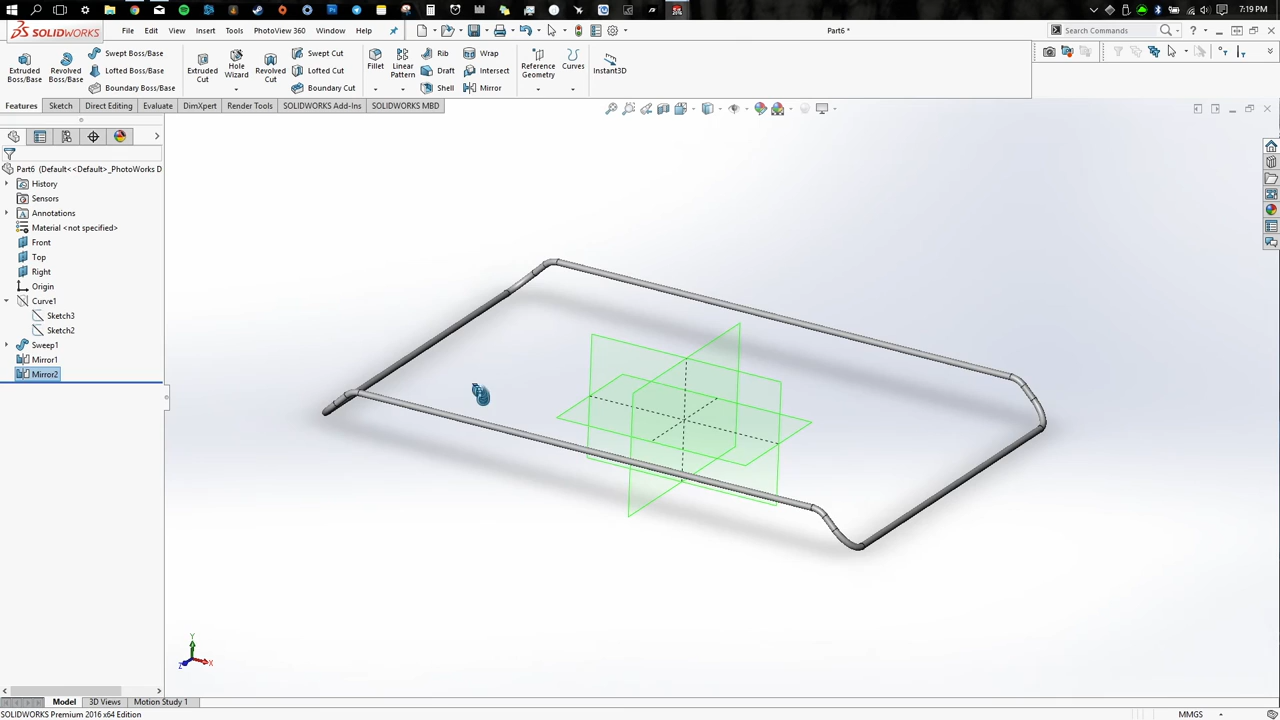 7:19 PM
SOLIDWORKS
File Edit View Insert Tools PhotoView 360 Window Help
Part6 *
Search Commands
Extruded Boss/Base
Revolved Boss/Base
Swept Boss/Base
Lofted Boss/Base
Boundary Boss/Base
Extruded Cut
Hole Wizard
Revolved Cut
Swept Cut
Lofted Cut
Boundary Cut
Fillet
Linear Pattern
Rib
Draft
Shell
Wrap
Intersect
Mirror
Reference Geometry
Curves
Instant3D
Features Sketch Direct Editing Evaluate DimXpert Render Tools SOLIDWORKS Add-Ins SOLIDWORKS MBD
Part6 (Default<<Default>_PhotoWorks D
History
Sensors
Annotations
Material <not specified>
Front
Top
Right
Origin
Curve1
Sketch3
Sketch2
Sweep1
Mirror1
Mirror2
Y
Z X
Model 3D Views Motion Study 1
SOLIDWORKS Premium 2016 x64 Edition
MMGS